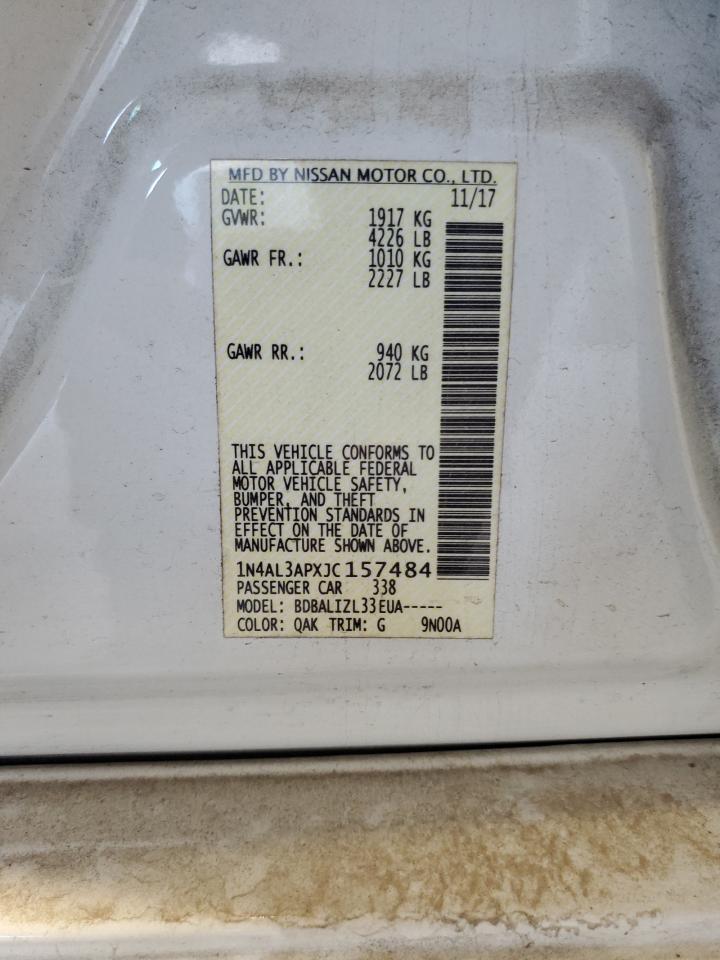 MFD BY NISSAN MOTOR CO., LTD.
DATE: 11/17
GVWR: 1917 KG
4226 LB
GAWR FR.: 1010 KG
2227 LB
GAWR RR.: 940 KG
2072 LB
THIS VEHICLE CONFORMS TO
ALL APPLICABLE FEDERAL
MOTOR VEHICLE SAFETY,
BUMPER, AND THEFT
PREVENTION STANDARDS IN
EFFECT ON THE DATE OF
MANUFACTURE SHOWN ABOVE.
1N4AL3APXJC157484
PASSENGER CAR 338
MODEL: BDBALIZL33EUA-----
COLOR: QAK TRIM: G 9N00A